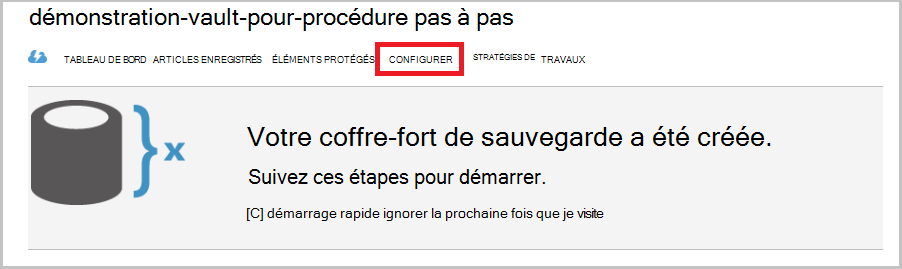 démonstration-vault-pour-procédure pas à pas
TABLEAU DE BORD ARTICLES ENREGISTRÉS ÉLÉMENTS PROTÉGÉS CONFIGURER STRATÉGIES DE TRAVAUX
} x
Votre coffre-fort de sauvegarde a été créée.
Suivez ces étapes pour démarrer.
[C] démarrage rapide ignorer la prochaine fois que je visite